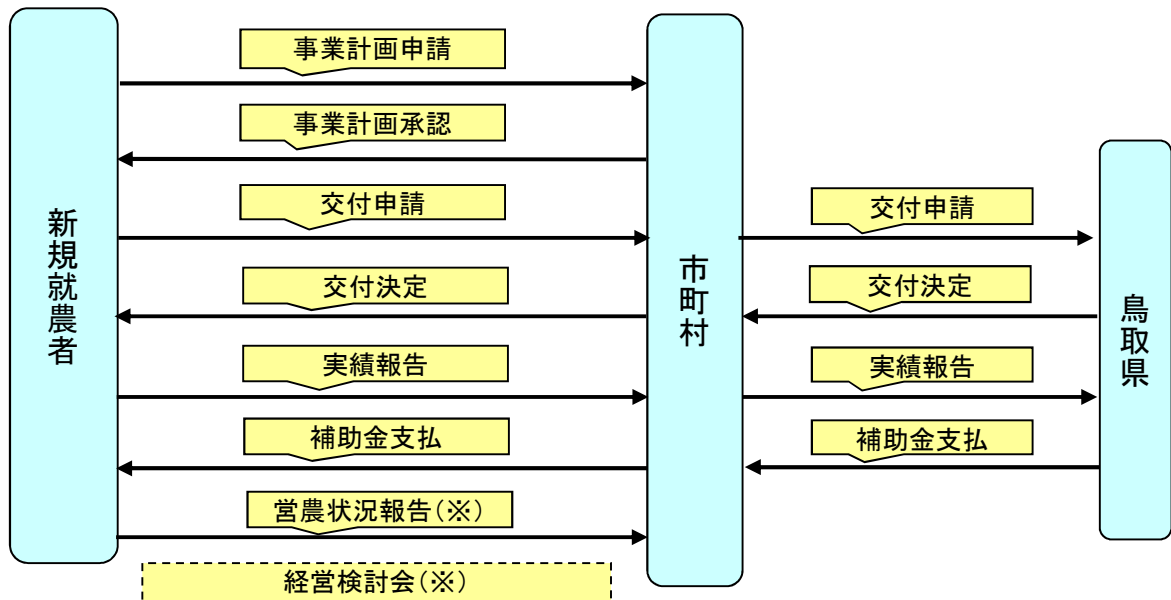 新規就農者
事業計画申請
事業計画承認
交付申請
交付決定
実績報告
補助金支払
営農状況報告(※)
経営検討会(※)
市町村
交付申請
交付決定
実績報告
補助金支払
鳥取県